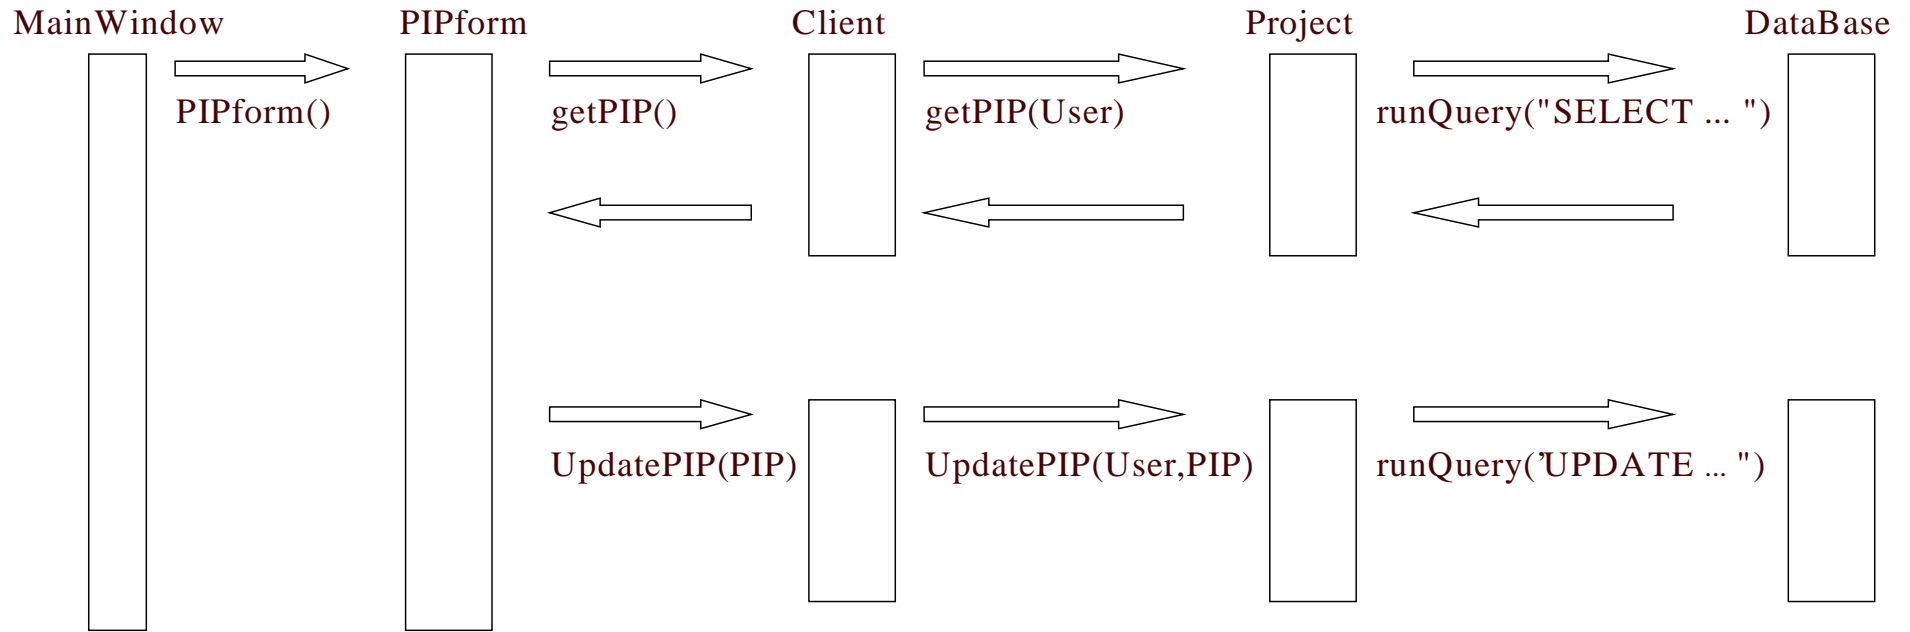 MainWindow PIPform Client Project DataBase
PIPform() getPIP() getPIP(User) runQuery("SELECT ... ")
UpdatePIP(PIP) UpdatePIP(User,PIP) runQuery('UPDATE ... ")